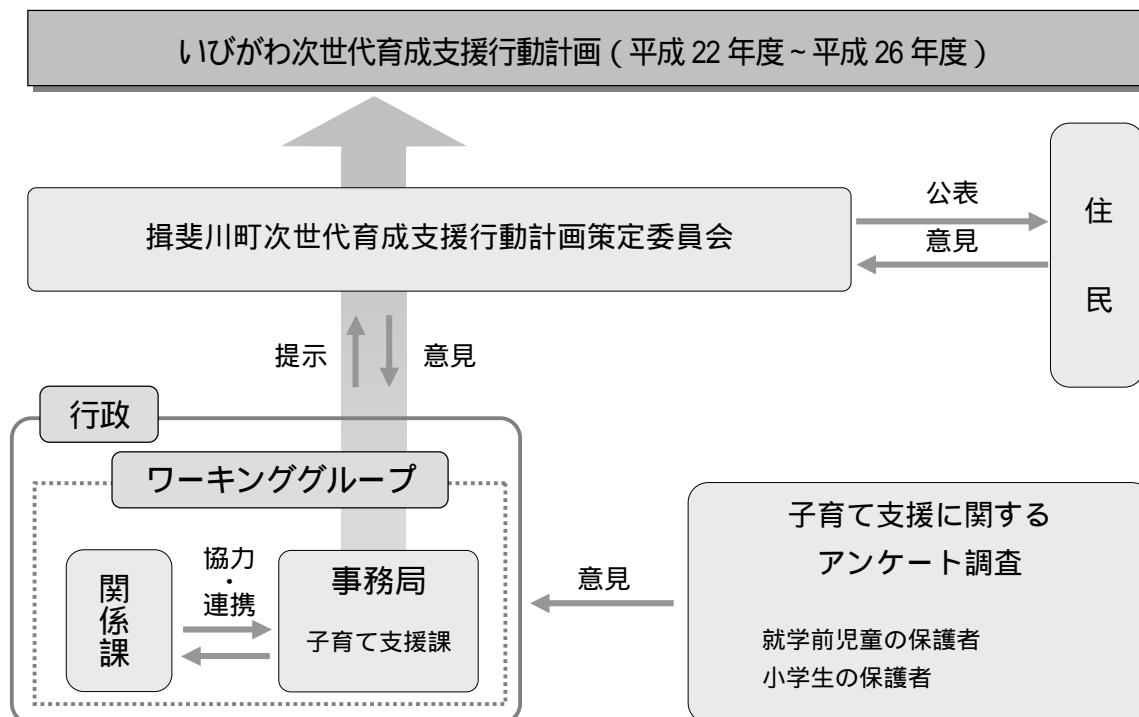 いびがわ次世代育成支援行動計画（平成 22 年度～平成 26 年度）
揖斐川町次世代育成支援行動計画策定委員会
公表
意見
住民
提示
意見
行政
ワーキンググループ
関係課
協力
・
連携
事務局
子育て支援課
意見
子育て支援に関する
アンケート調査
就学前児童の保護者
小学生の保護者